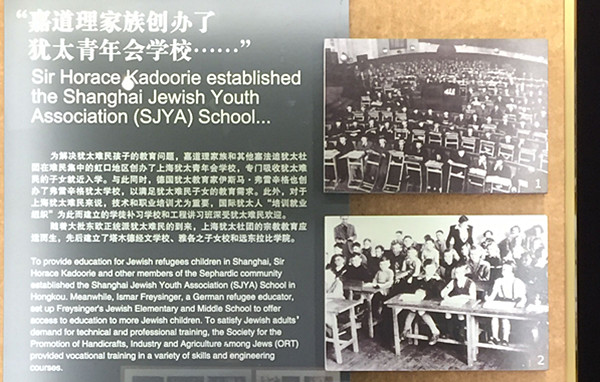 “嘉道理家族创办了
犹太青年会学校……”
Sir Horace Kadoorie established
the Shanghai Jewish Youth
Association (SJYA) School...
为解决犹太难民孩子的教育问题，嘉道理家族和其他塞法迪犹太社
团在难民集中的虹口地区创办了上海犹太青年会学校，专门吸收犹太难
民的子女就近入学。与此同时，德国犹太教育家伊斯马·弗雷辛格也创
办了弗雷辛格犹太学校，以满足犹太难民子女的教育需求。此外，对于
上海犹太难民来说，技术和职业培训尤为重要，国际犹太人“培训就业
组织”为此而建立的学徒补习学校和工程讲习班深受犹太难民欢迎。
随着大批东欧正统派犹太难民的到来，上海犹太社团的宗教教育应
运而生，先后建立了塔木德经文学校、雅各之子女校和远东拉比学院。
To provide education for Jewish refugees children in Shanghai, Sir
Horace Kadoorie and other members of the Sephardic community
established the Shanghai Jewish Youth Association (SJYA) School in
Hongkou. Meanwhile, Ismar Freysinger, a German refugee educator,
set up Freysinger's Jewish Elementary and Middle School to offer
access to education to more Jewish children. To satisfy Jewish adults'
demand for technical and professional training, the Society for the
Promotion of Handicrafts, Industry and Agriculture Among Jews (ORT)
provided vocational training in a variety of skills and engineering
courses.
1
2